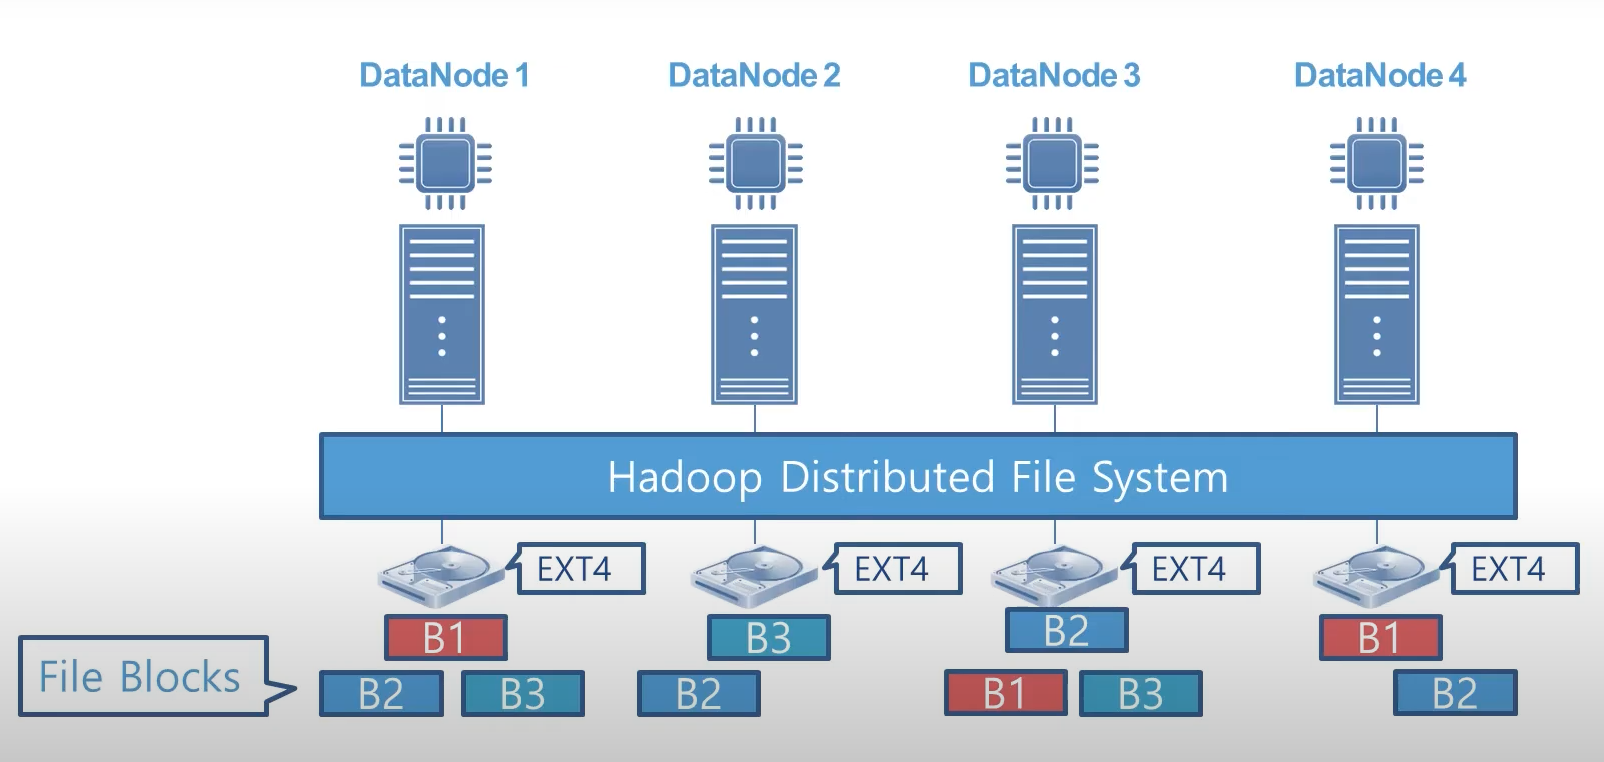 DataNode 1
DataNode 2
DataNode 3
DataNode 4
Hadoop Distributed File System
EXT4
EXT4
EXT4
EXT4
File Blocks
B1
B2
B3
B3
B2
B2
B1
B3
B1
B2